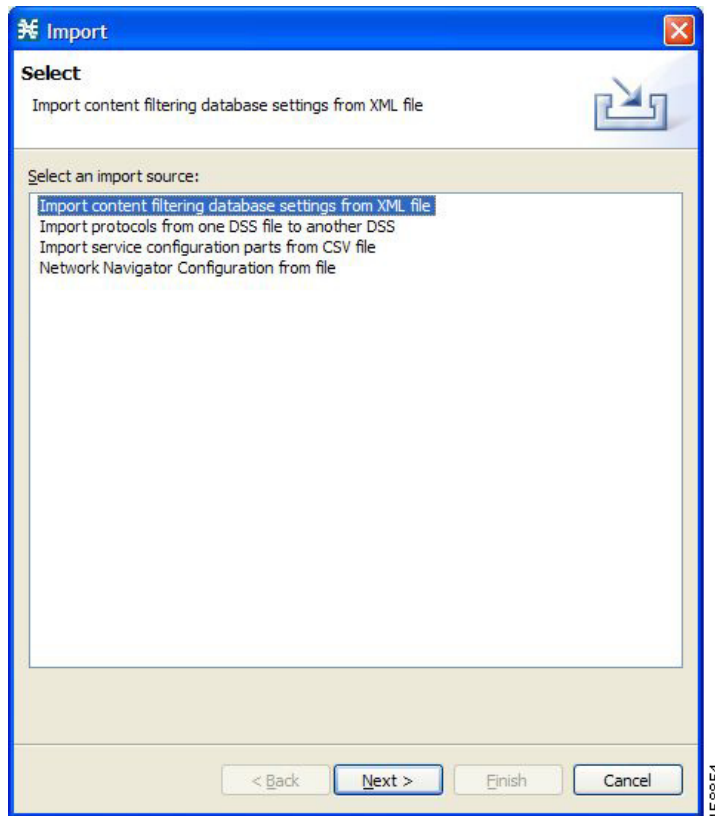 Import
Select
Import content filtering database settings from XML file
Select an import source:
Import content filtering database settings from XML file
Import protocols from one DSS file to another DSS
Import service configuration parts from CSV file
Network Navigator Configuration from file
< Back Next > Finish Cancel